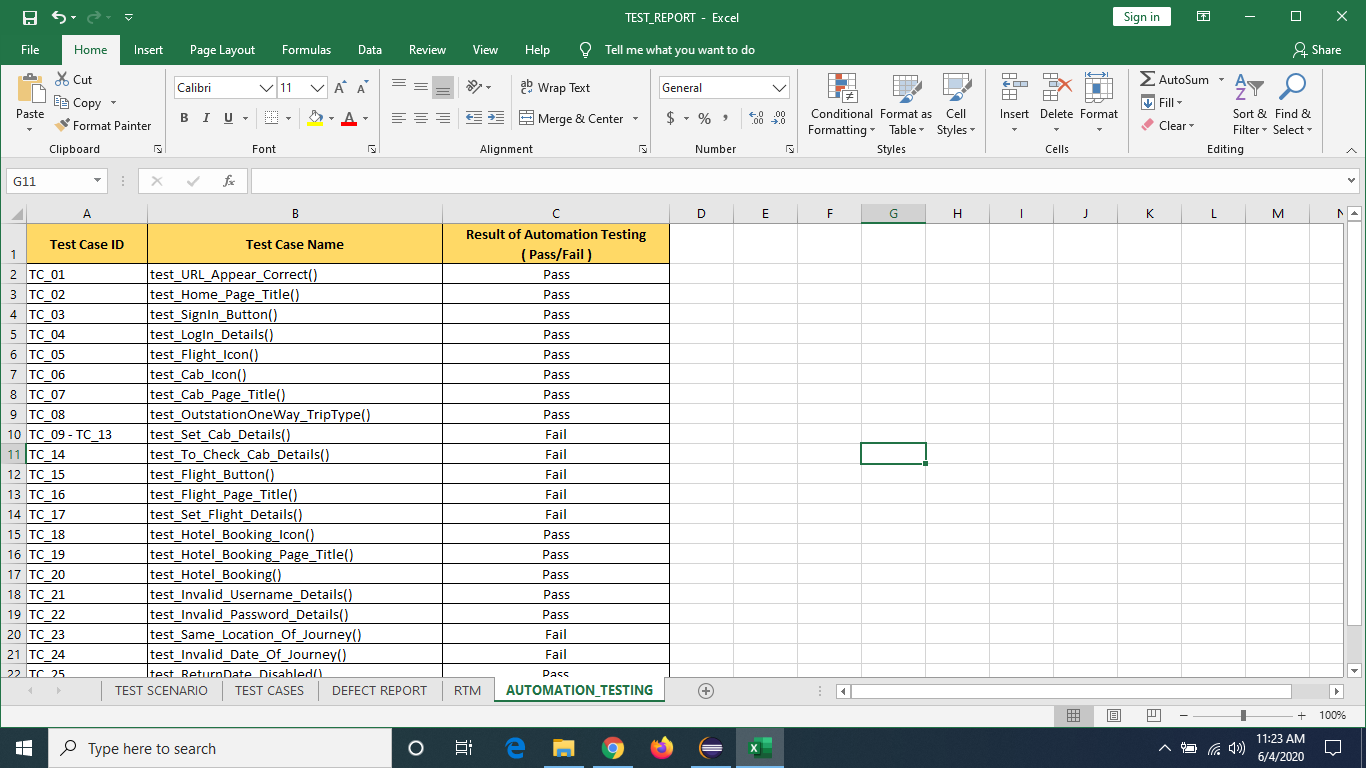 TEST_REPORT - Excel
Sign in
File Home Insert Page Layout Formulas Data Review View Help Tell me what you want to do Share
Paste
Cut
Copy
Format Painter
Clipboard
Calibri 11
B I U A
Font
Wrap Text
Merge & Center
Alignment
General
$ % ,
Number
Conditional Formatting
Format as Table
Cell Styles
Styles
Insert Delete Format
Cells
AutoSum
Fill
Clear
Sort & Filter
Find & Select
Editing
G11 fx
A B C D E F G H I J K L M N
1 Test Case ID Test Case Name Result of Automation Testing
( Pass/Fail )
2 TC_01 test_URL_Appear_Correct() Pass
3 TC_02 test_Home_Page_Title() Pass
4 TC_03 test_SignIn_Button() Pass
5 TC_04 test_LogIn_Details() Pass
6 TC_05 test_Flight_Icon() Pass
7 TC_06 test_Cab_Icon() Pass
8 TC_07 test_Cab_Page_Title() Pass
9 TC_08 test_OutstationOneWay_TripType() Pass
10 TC_09 - TC_13 test_Set_Cab_Details() Fail
11 TC_14 test_To_Check_Cab_Details() Fail
12 TC_15 test_Flight_Button() Fail
13 TC_16 test_Flight_Page_Title() Fail
14 TC_17 test_Set_Flight_Details() Fail
15 TC_18 test_Hotel_Booking_Icon() Pass
16 TC_19 test_Hotel_Booking_Page_Title() Pass
17 TC_20 test_Hotel_Booking() Pass
18 TC_21 test_Invalid_Username_Details() Pass
19 TC_22 test_Invalid_Password_Details() Pass
20 TC_23 test_Same_Location_Of_Journey() Fail
21 TC_24 test_Invalid_Date_Of_Journey() Fail
22 TC_25 test_ReturnDate_Disabled() Pass
TEST SCENARIO TEST CASES DEFECT REPORT RTM AUTOMATION_TESTING
100%
Type here to search
11:23 AM
6/4/2020